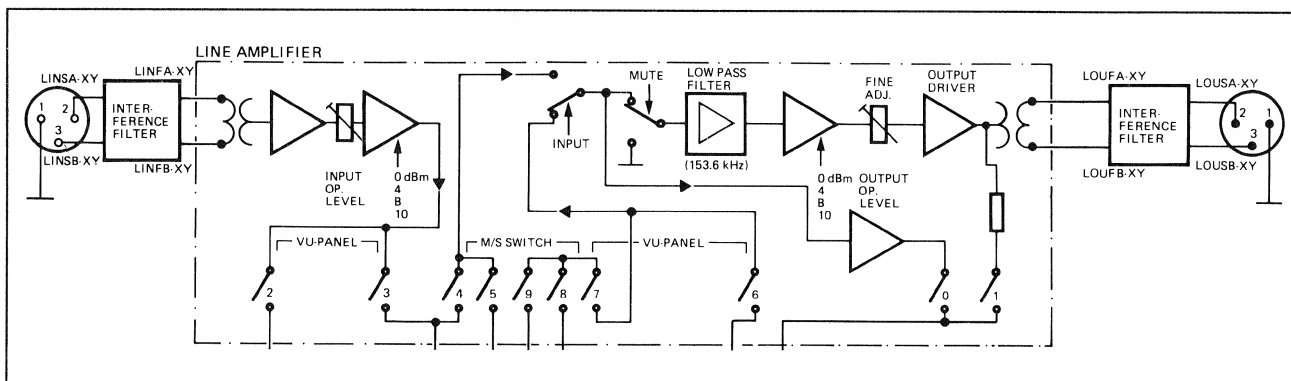 LINE AMPLIFIER
LINSA-XY
LINFA-XY
1
2
3
INTER-
FERENCE
FILTER
LINSB-XY
LINFB-XY
INPUT
OP.
LEVEL
0 dBm
4
8
10
INPUT
MUTE
LOW PASS
FILTER
(153.6 kHz)
0 dBm
4
8
10
OUTPUT
OP.
LEVEL
FINE
ADJ.
OUTPUT
DRIVER
LOUFA-XY
LOUSA-XY
INTER-
FERENCE
FILTER
2
1
3
LOUFB-XY
LOUSB-XY
VU-PANEL
M/S SWITCH
VU-PANEL
2
3
4
5
9
8
7
6
0
1